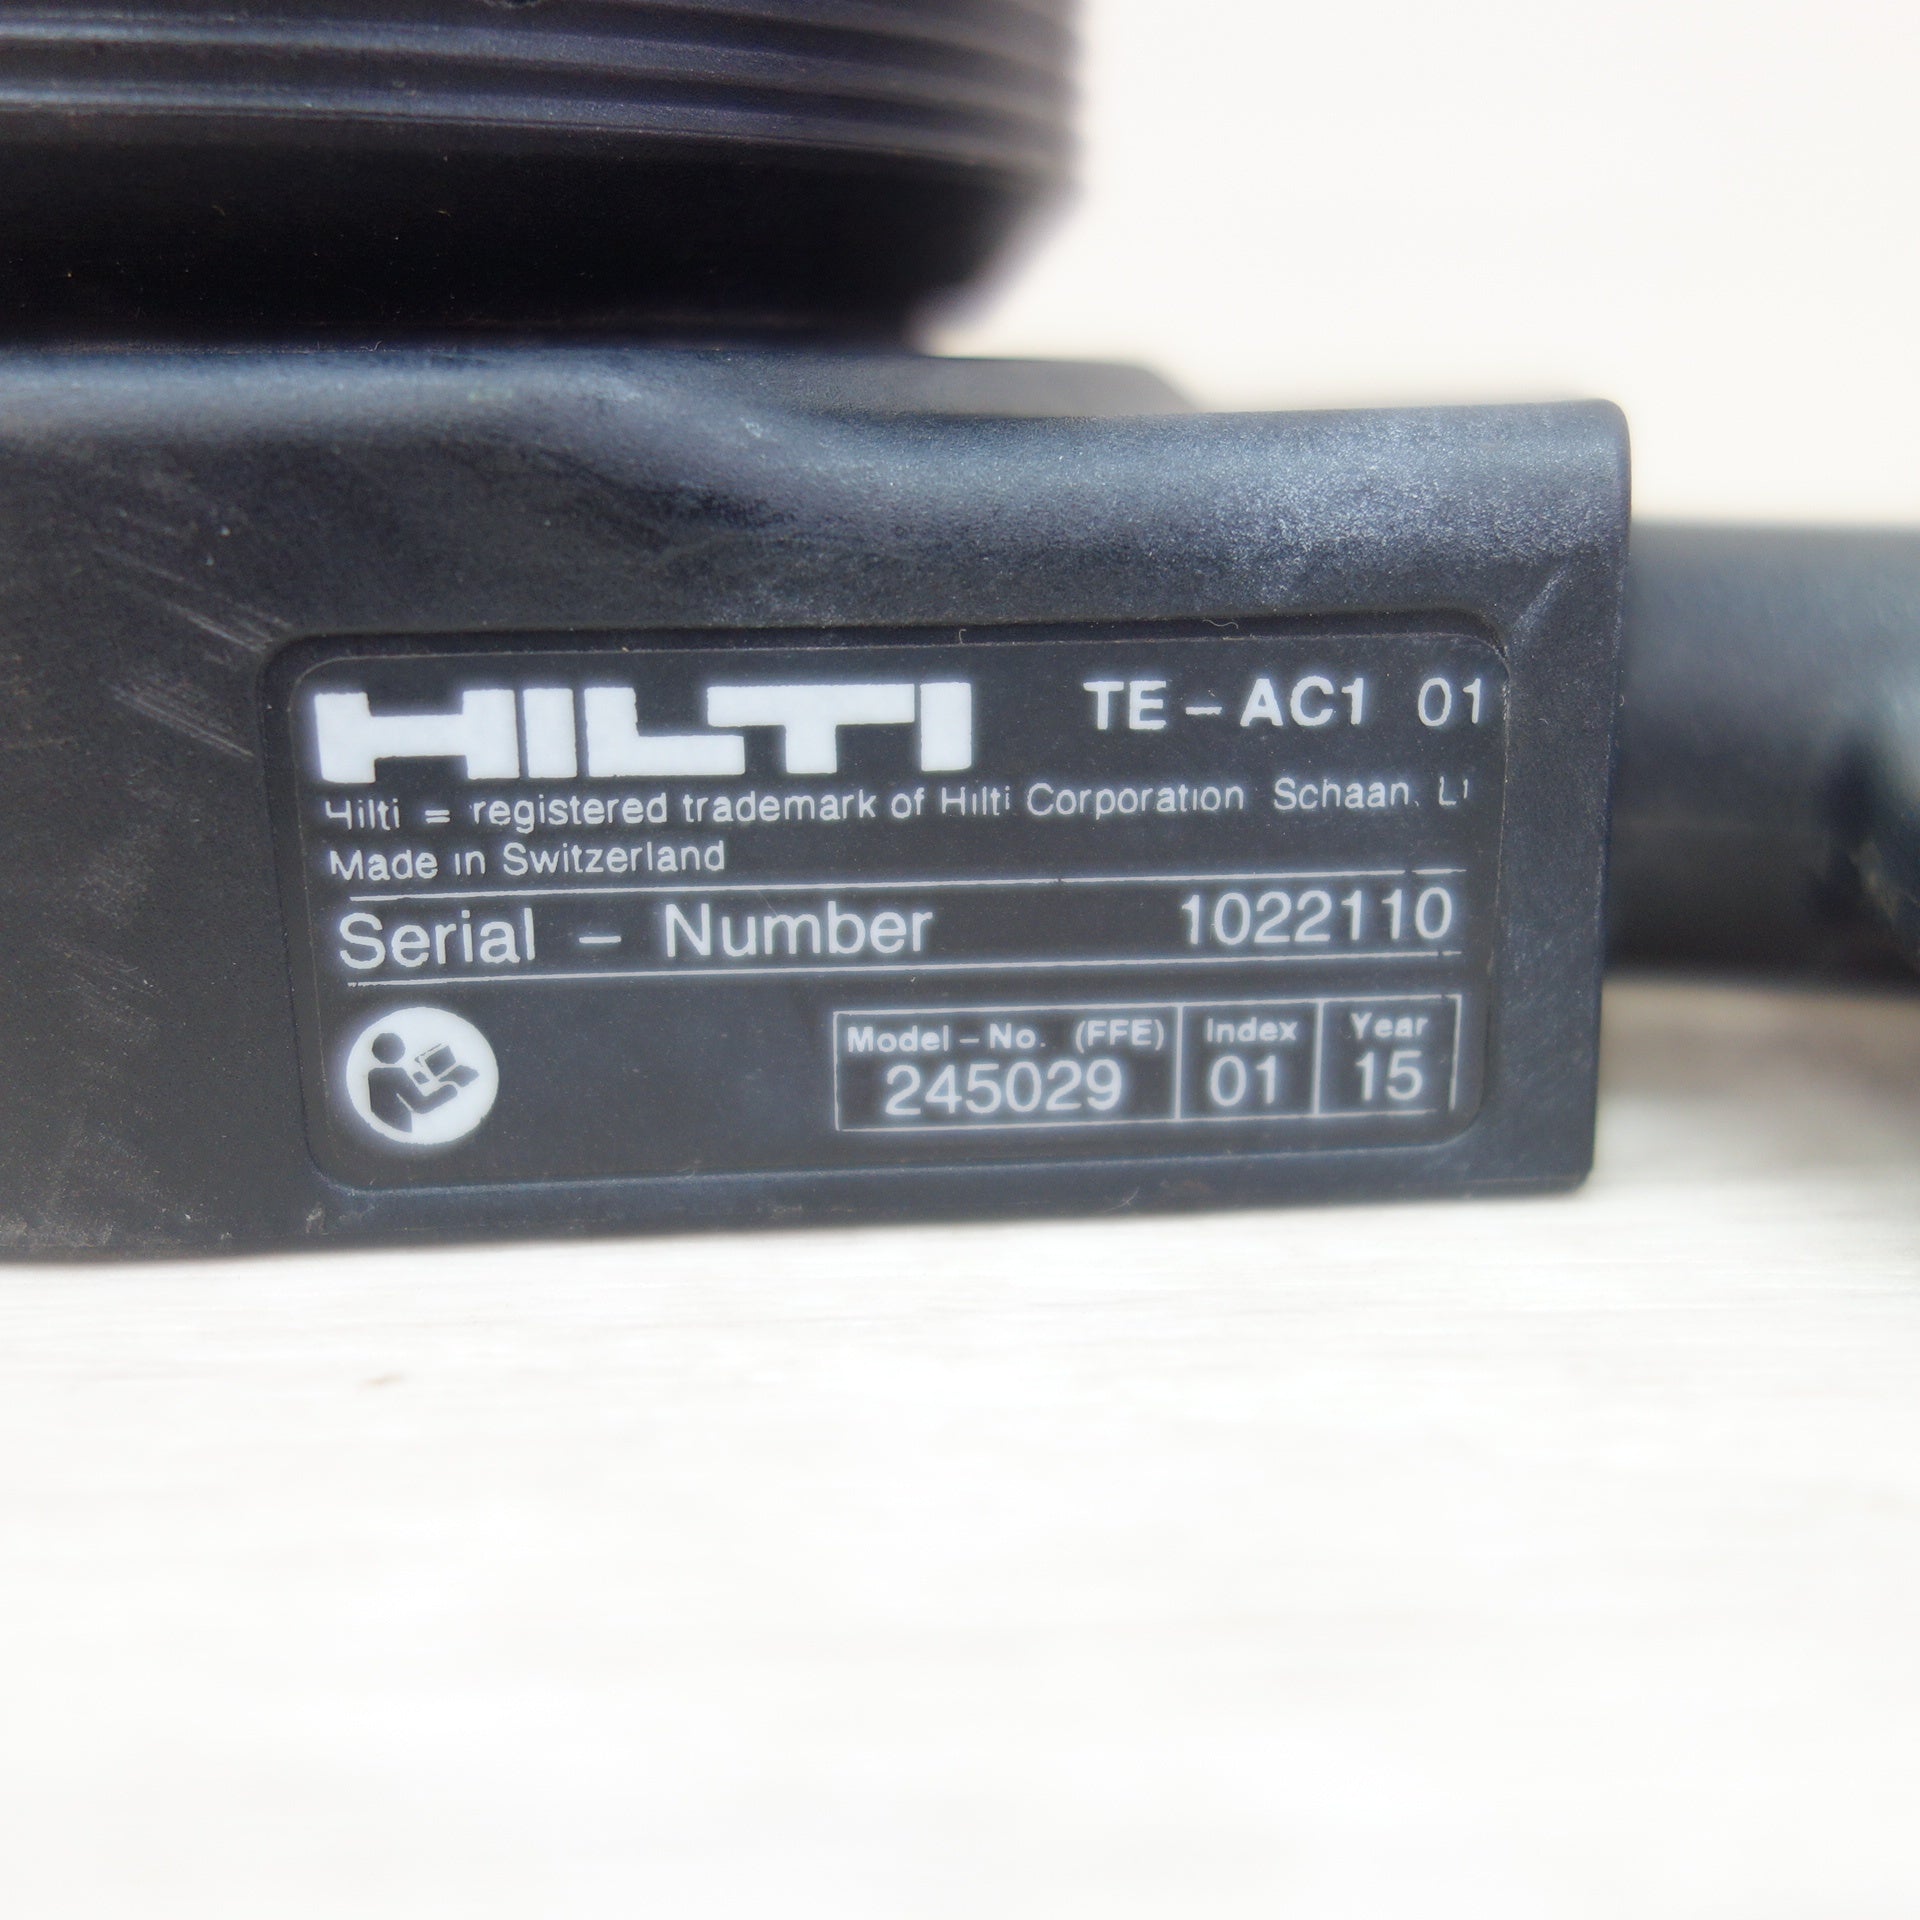 HILTI TE-AC1 01
Hilti = registered trademark of Hilti Corporation Schaan, LI
Made in Switzerland
Serial - Number 1022110
Model-No. (FFE) Index Year
245029 01 15